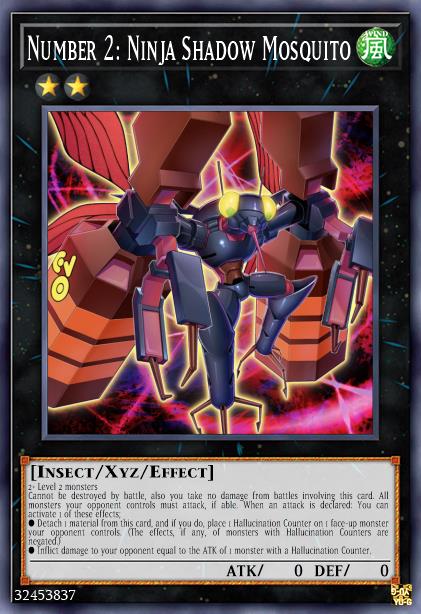 NUMBER 2: NINJA SHADOW MOSQUITO
WIND
風
[INSECT/XYZ/EFFECT]
2+ Level 2 monsters
Cannot be destroyed by battle, also you take no damage from battles involving this card. All
monsters your opponent controls must attack, if able. When an attack is declared: You can
activate 1 of these effects;
● Detach 1 material from this card, and if you do, place 1 Hallucination Counter on 1 face-up monster
your opponent controls. (The effects, if any, of monsters with Hallucination Counters are
negated.)
● Inflict damage to your opponent equal to the ATK of 1 monster with a Hallucination Counter.
ATK/ 0 DEF/ 0
32453837